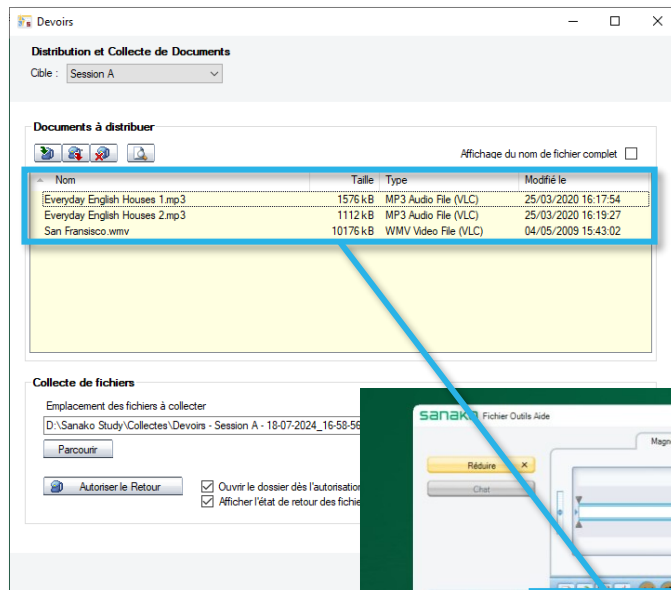 Devoirs
Distribution et Collecte de Documents
Cible : Session A
Documents à distribuer
Affichage du nom de fichier complet
Nom Taille Type Modifié le
Everyday English Houses 1.mp3 1576 kB MP3 Audio File (VLC) 25/03/2020 16:17:54
Everyday English Houses 2.mp3 1112 kB MP3 Audio File (VLC) 25/03/2020 16:19:27
San Fransisco.wmv 10176 kB WMV Video File (VLC) 04/05/2009 15:43:02
Collecte de fichiers
Emplacement des fichiers à collecter
D:\Sanako Study\Collectes\Devoirs - Session A - 18-07-2024_16-58-56
Parcourir
Autoriser le Retour
Ouvrir le dossier dès l'autorisation
Afficher l'état de retour des fichie
sanako Fichier Outils Aide
Magn
Réduire
Chat